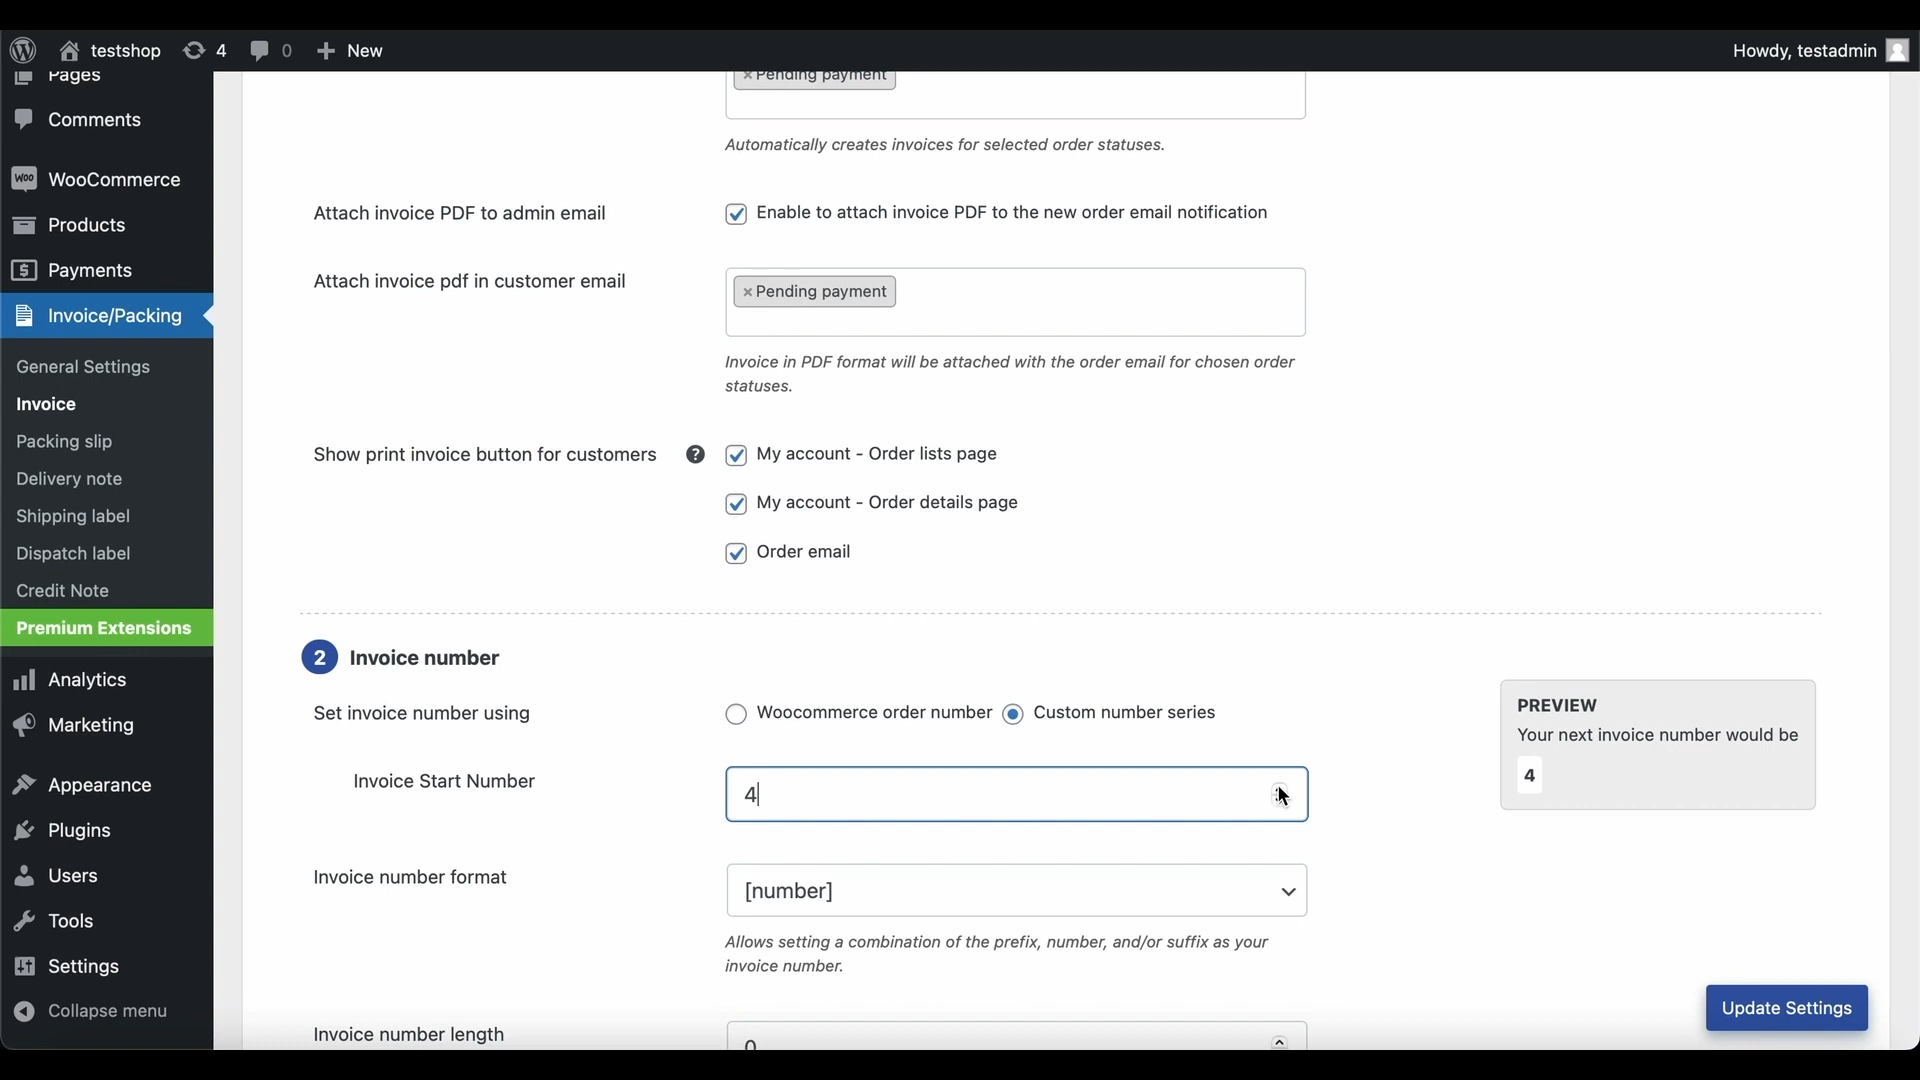 testshop
4
0
New
Howdy, testadmin
Pages
Comments
WooCommerce
Products
Payments
Invoice/Packing
General Settings
Invoice
Packing slip
Delivery note
Shipping label
Dispatch label
Credit Note
Premium Extensions
Analytics
Marketing
Appearance
Plugins
Users
Tools
Settings
Collapse menu
× Pending payment
Automatically creates invoices for selected order statuses.
Attach invoice PDF to admin email
Enable to attach invoice PDF to the new order email notification
Attach invoice pdf in customer email
× Pending payment
Invoice in PDF format will be attached with the order email for chosen order
statuses.
Show print invoice button for customers ?
My account - Order lists page
My account - Order details page
Order email
2 Invoice number
Set invoice number using
Woocommerce order number
Custom number series
Invoice Start Number
4
Invoice number format
[number]
Allows setting a combination of the prefix, number, and/or suffix as your
invoice number.
Invoice number length
0
PREVIEW
Your next invoice number would be
4
Update Settings